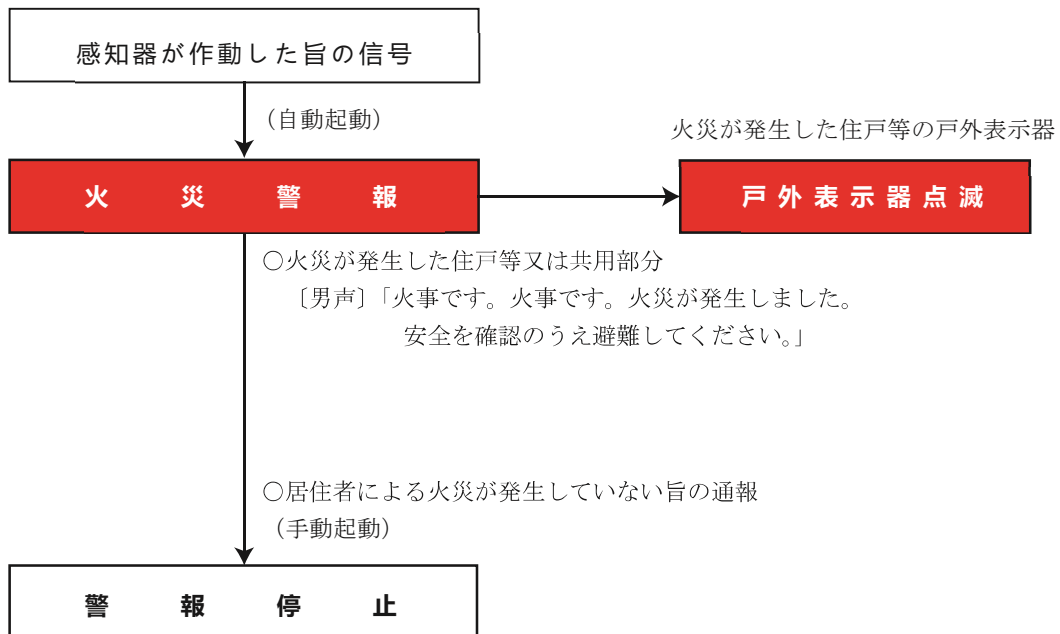 感知器が作動した旨の信号
（自動起動）
火災が発生した住戸等の戸外表示器
火災警報
戸外表示器点滅
○火災が発生した住戸等又は共用部分
〔男声〕「火事です。火事です。火災が発生しました。
安全を確認のうえ避難してください。」
○居住者による火災が発生していない旨の通報
（手動起動）
警報停止